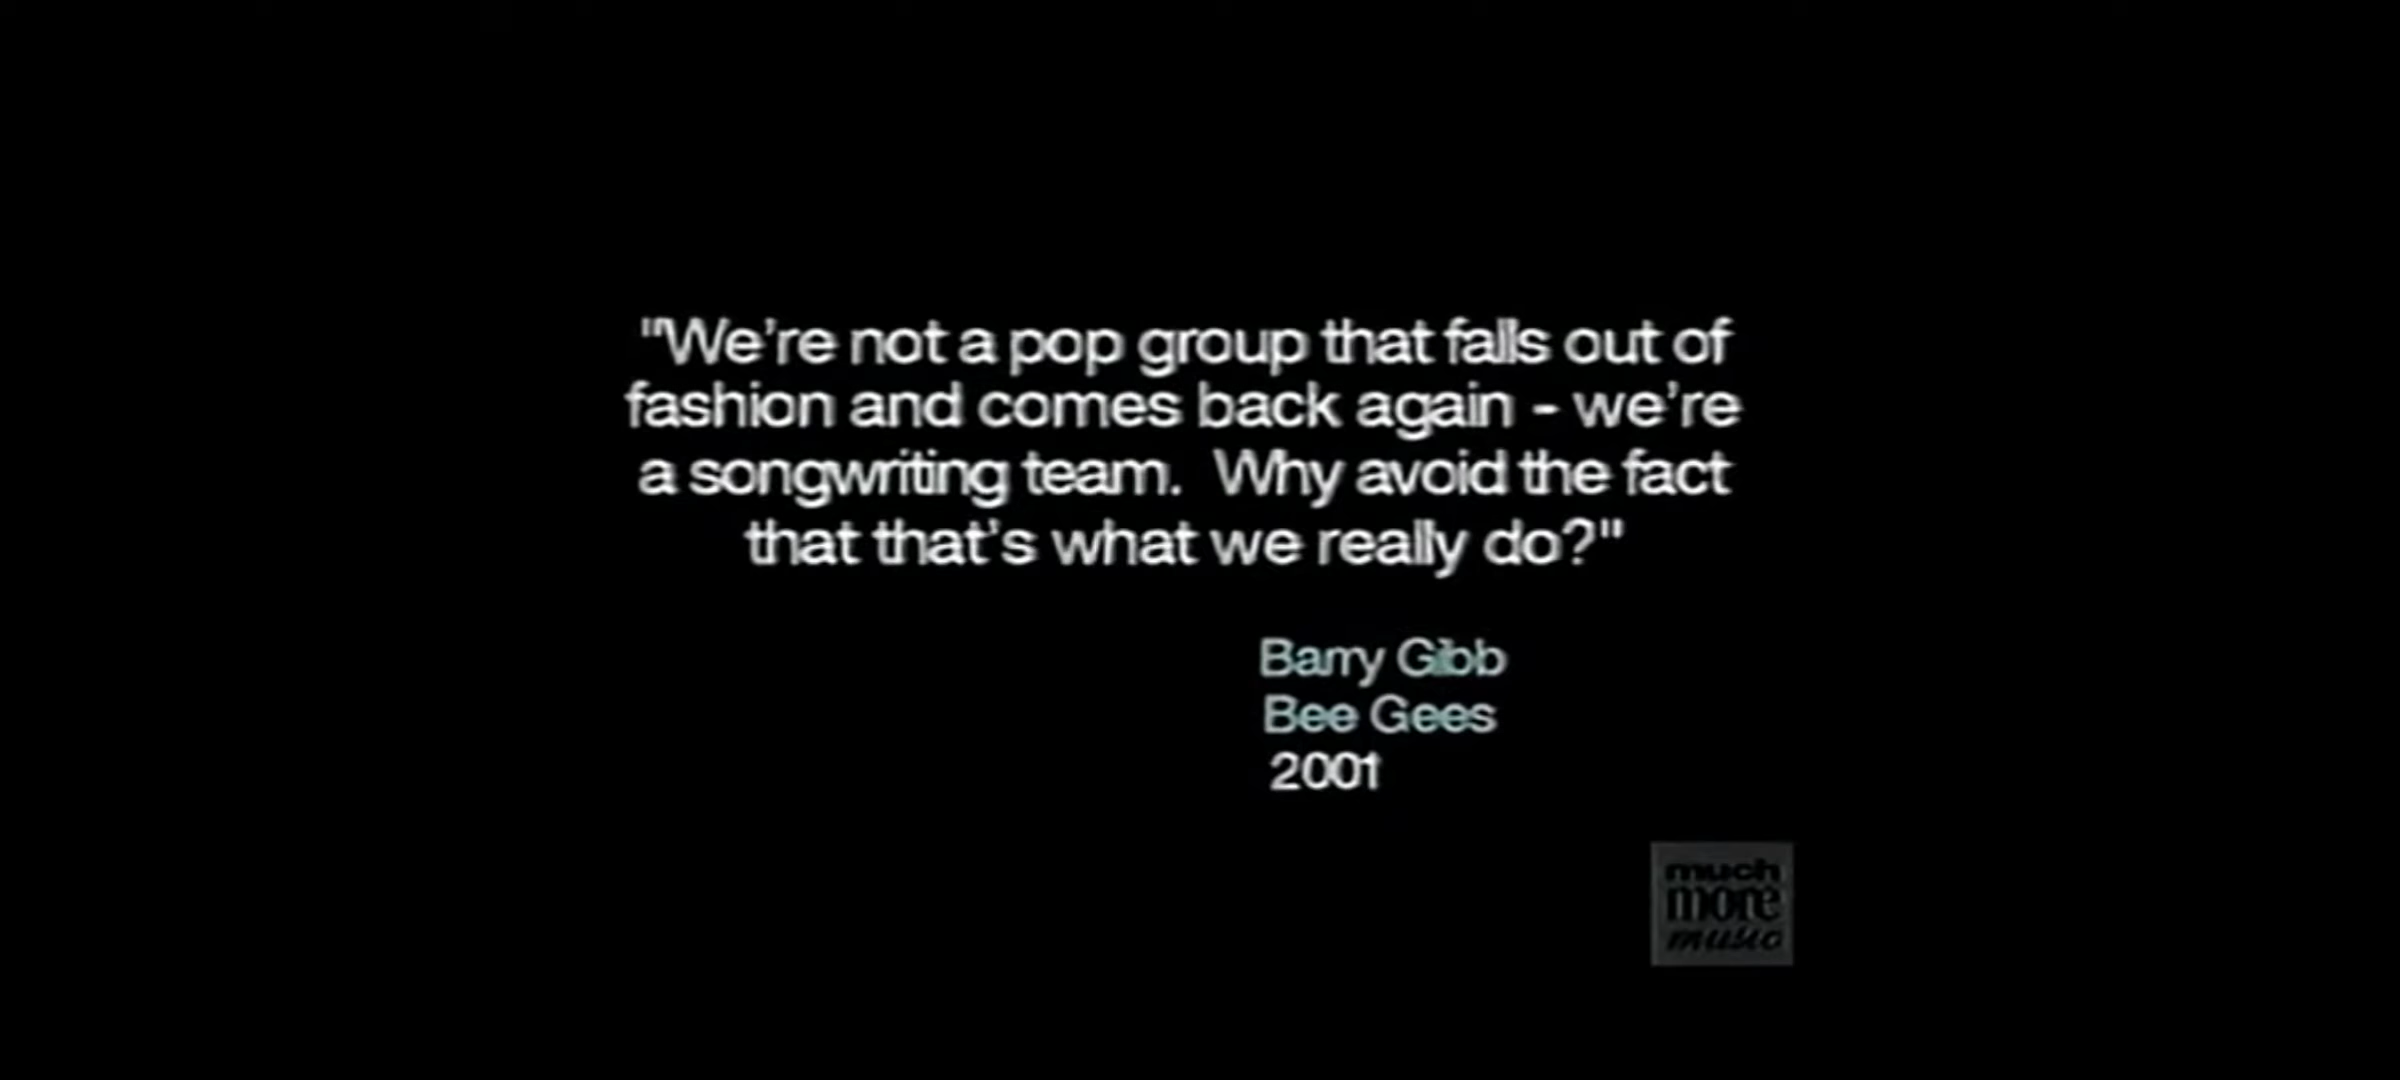 "We're not a pop group that falls out of
fashion and comes back again - we're
a songwriting team.  Why avoid the fact
that that's what we really do?"
Barry Gibb
Bee Gees
2001
much
more
music